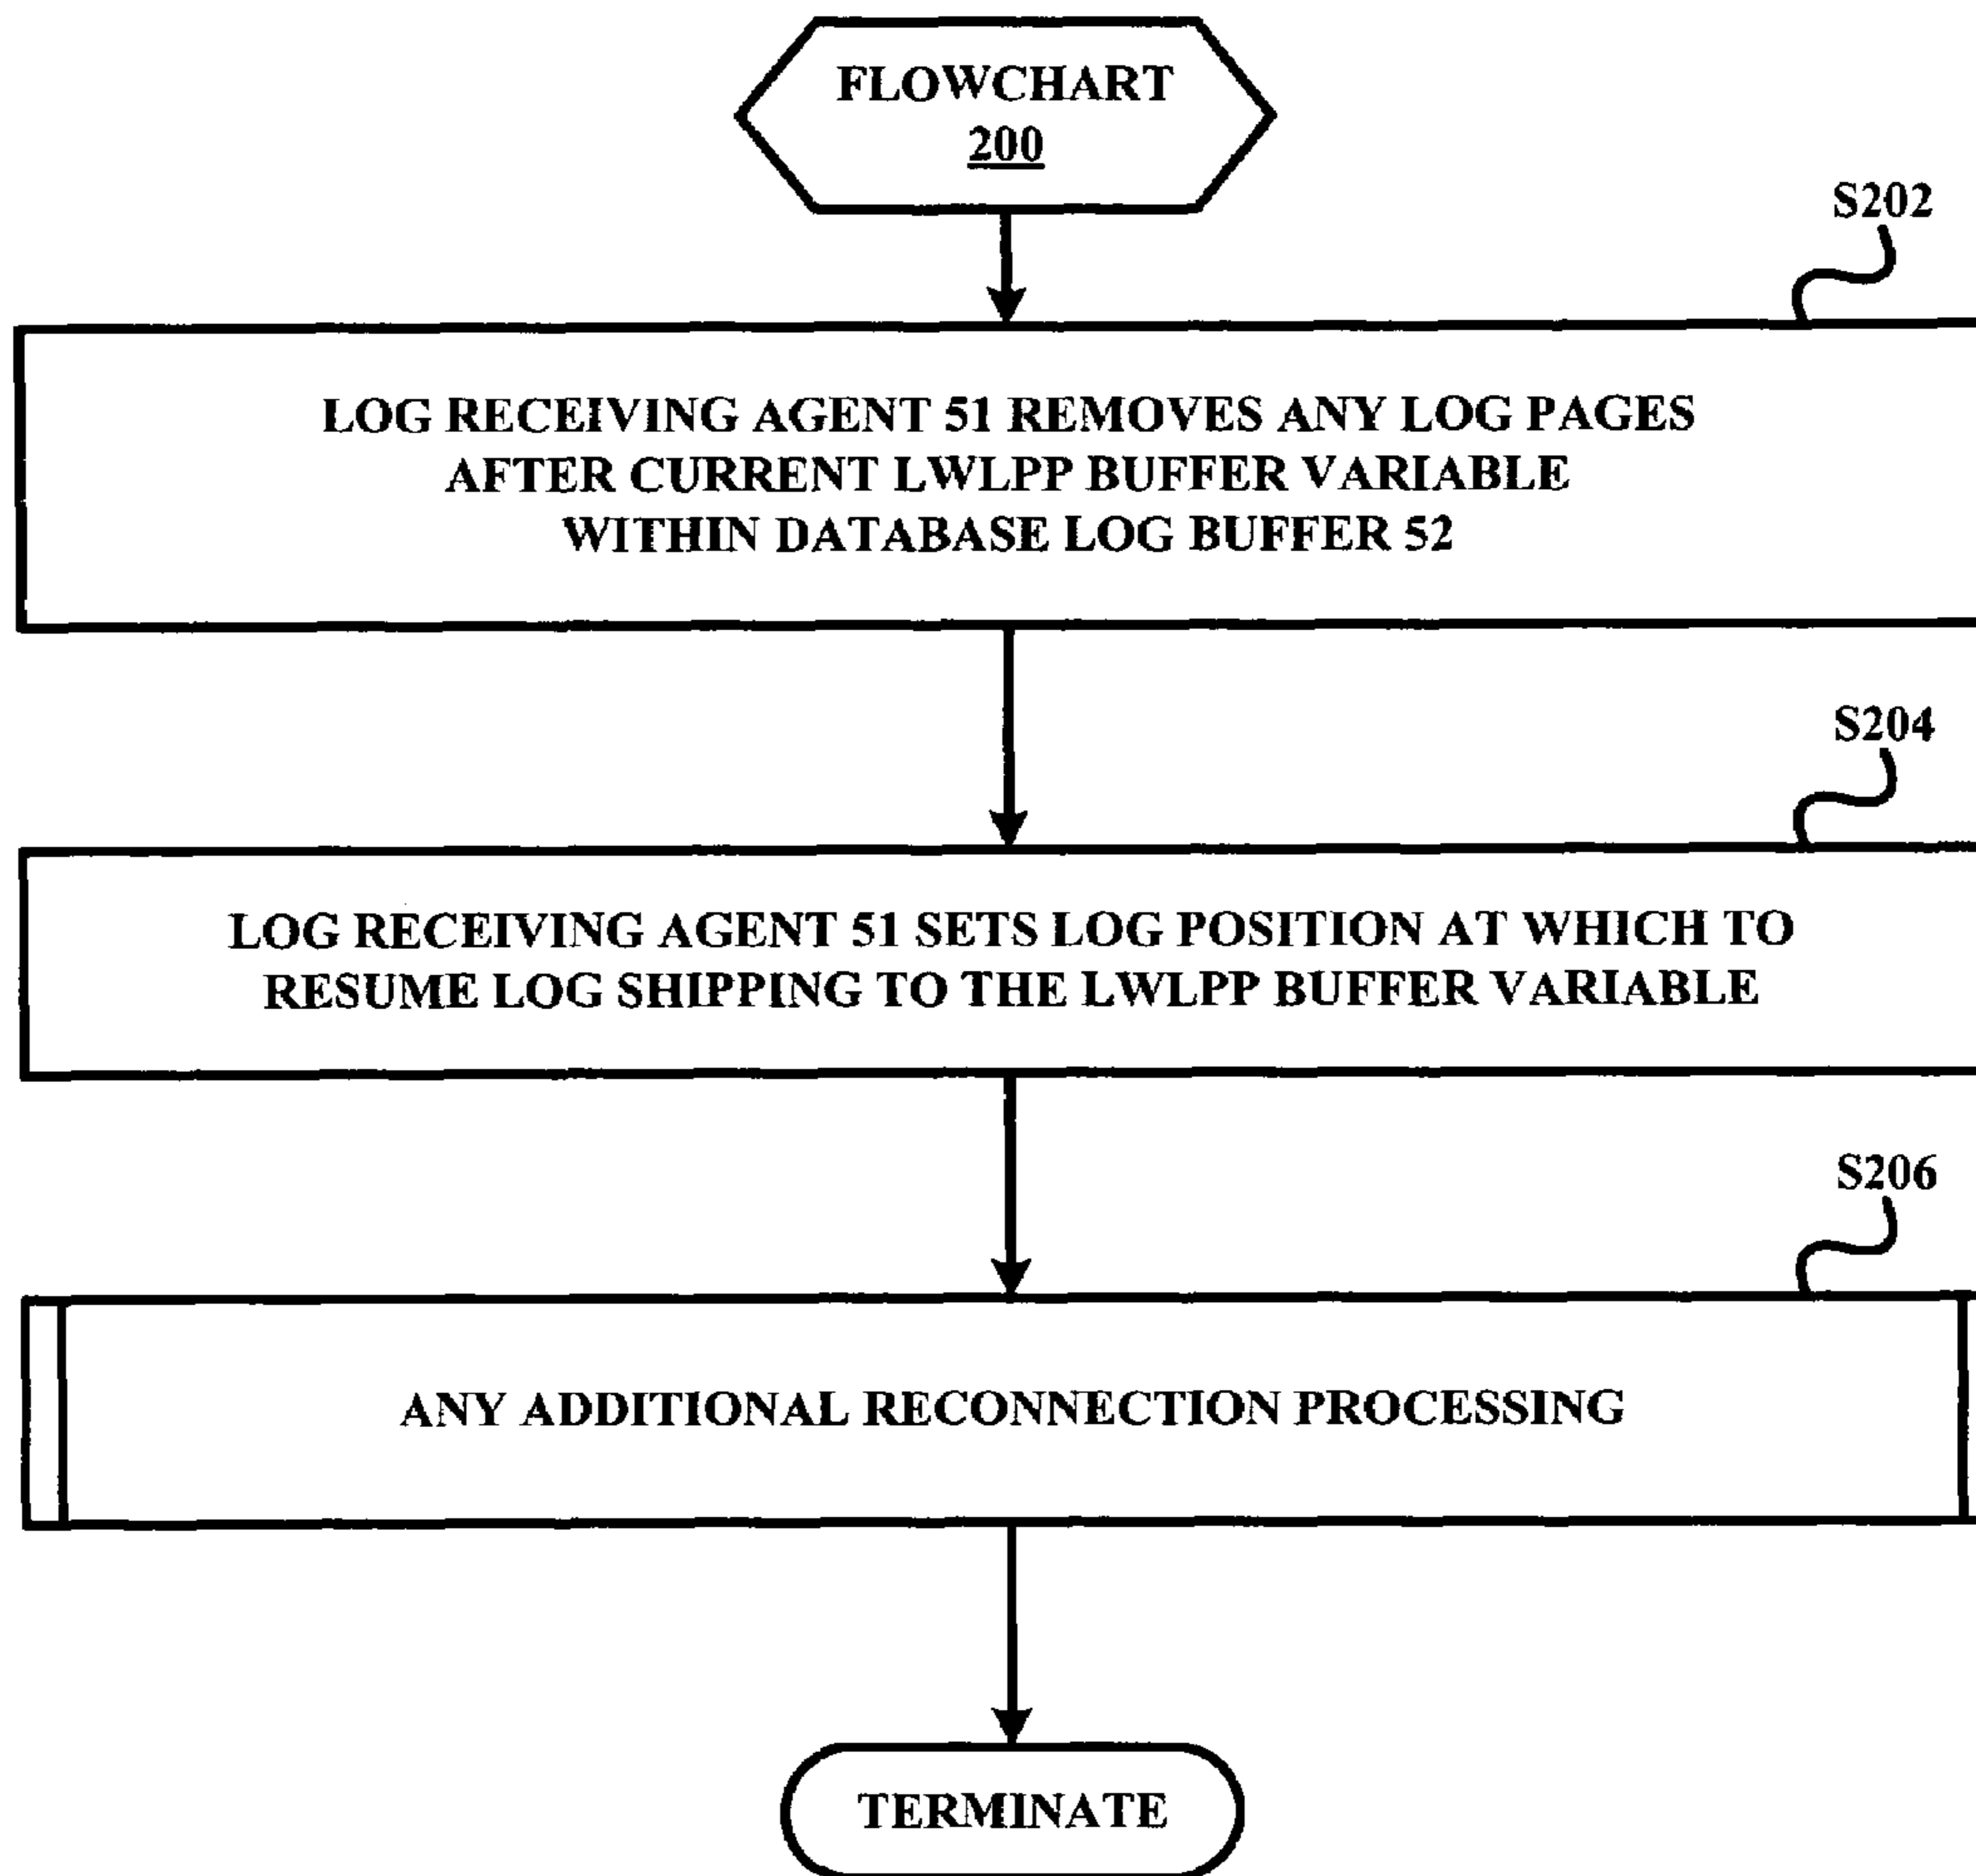 FLOWCHART
200
S202
LOG RECEIVING AGENT 51 REMOVES ANY LOG PAGES
AFTER CURRENT LWLPP BUFFER VARIABLE
WITHIN DATABASE LOG BUFFER 52
S204
LOG RECEIVING AGENT 51 SETS LOG POSITION AT WHICH TO
RESUME LOG SHIPPING TO THE LWLPP BUFFER VARIABLE
S206
ANY ADDITIONAL RECONNECTION PROCESSING
TERMINATE